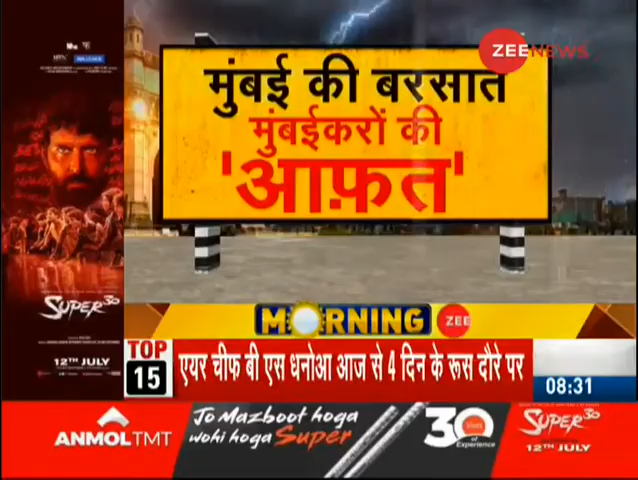 ZEE NEWS
मुंबई की बरसात
मुंबईकरों की
'आफ़त'
SUPER 30
12TH JULY
MORNING ZEE
TOP
15
एयर चीफ बी एस धनोआ आज से 4 दिन के रूस दौरे पर
08:31
ANMOL TMT
Jo Mazboot hoga
wohi hoga Super
30 Years
of
Experience
SUPER 30
12TH JULY